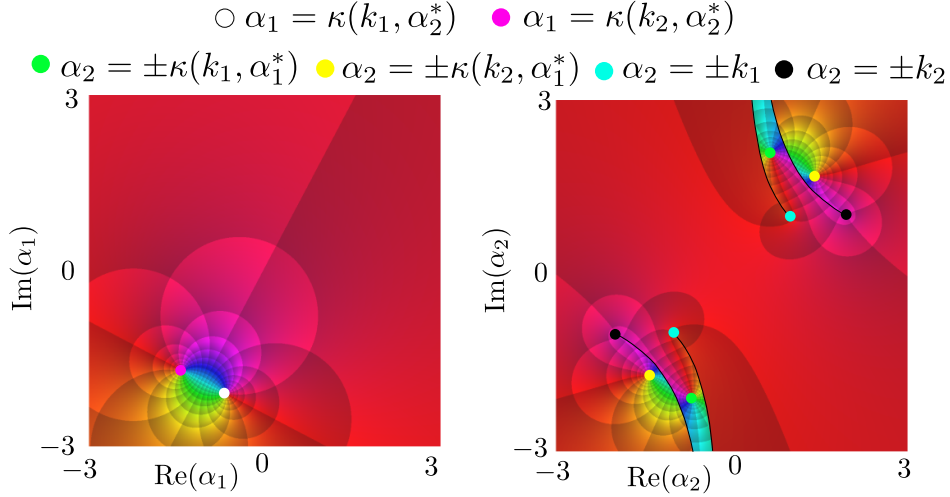 α₁ = κ(k₁, α₂*) α₁ = κ(k₂, α₂*)
α₂ = ±κ(k₁, α₁*) α₂ = ±κ(k₂, α₁*) α₂ = ±k₁ α₂ = ±k₂
3
Im(α₁)
0
−3
−3
Re(α₁)
0
3
3
Im(α₂)
0
−3
−3
Re(α₂)
0
3